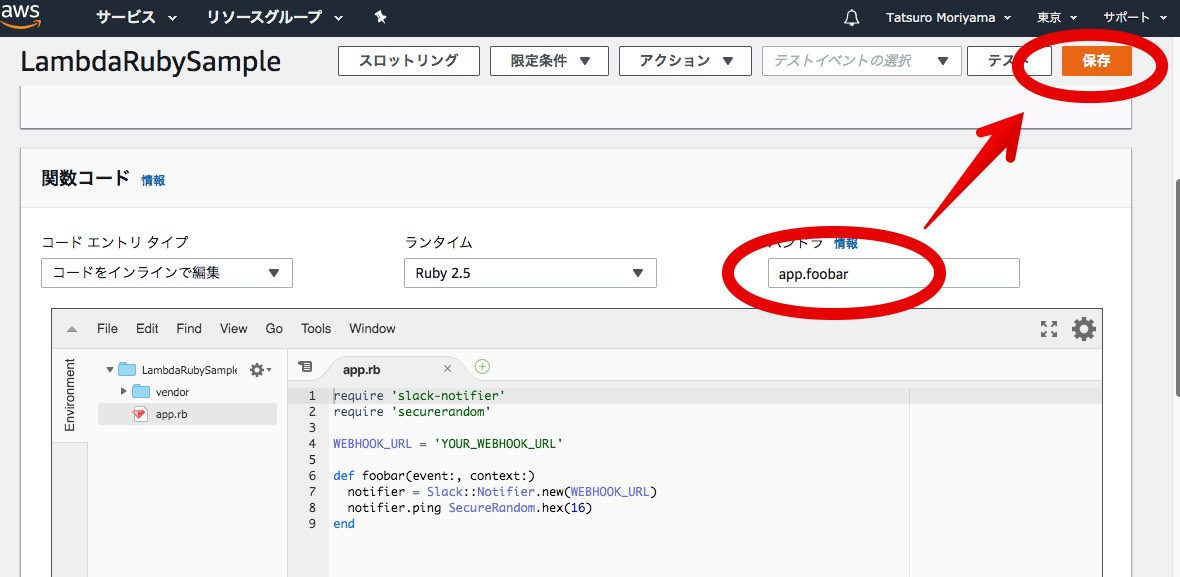 aws サービス リソースグループ Tatsuro Moriyama 東京 サポート
LambdaRubySample スロットリング 限定条件 アクション テストイベントの選択 テスト 保存
関数コード 情報
コード エントリ タイプ ランタイム ハンドラ 情報
コードをインラインで編集 Ruby 2.5 app.foobar
File Edit Find View Go Tools Window
Environment
LambdaRubySample
vendor
app.rb
app.rb
1 require 'slack-notifier'
2 require 'securerandom'
3
4 WEBHOOK_URL = 'YOUR_WEBHOOK_URL'
5
6 def foobar(event:, context:)
7 notifier = Slack::Notifier.new(WEBHOOK_URL)
8 notifier.ping SecureRandom.hex(16)
9 end